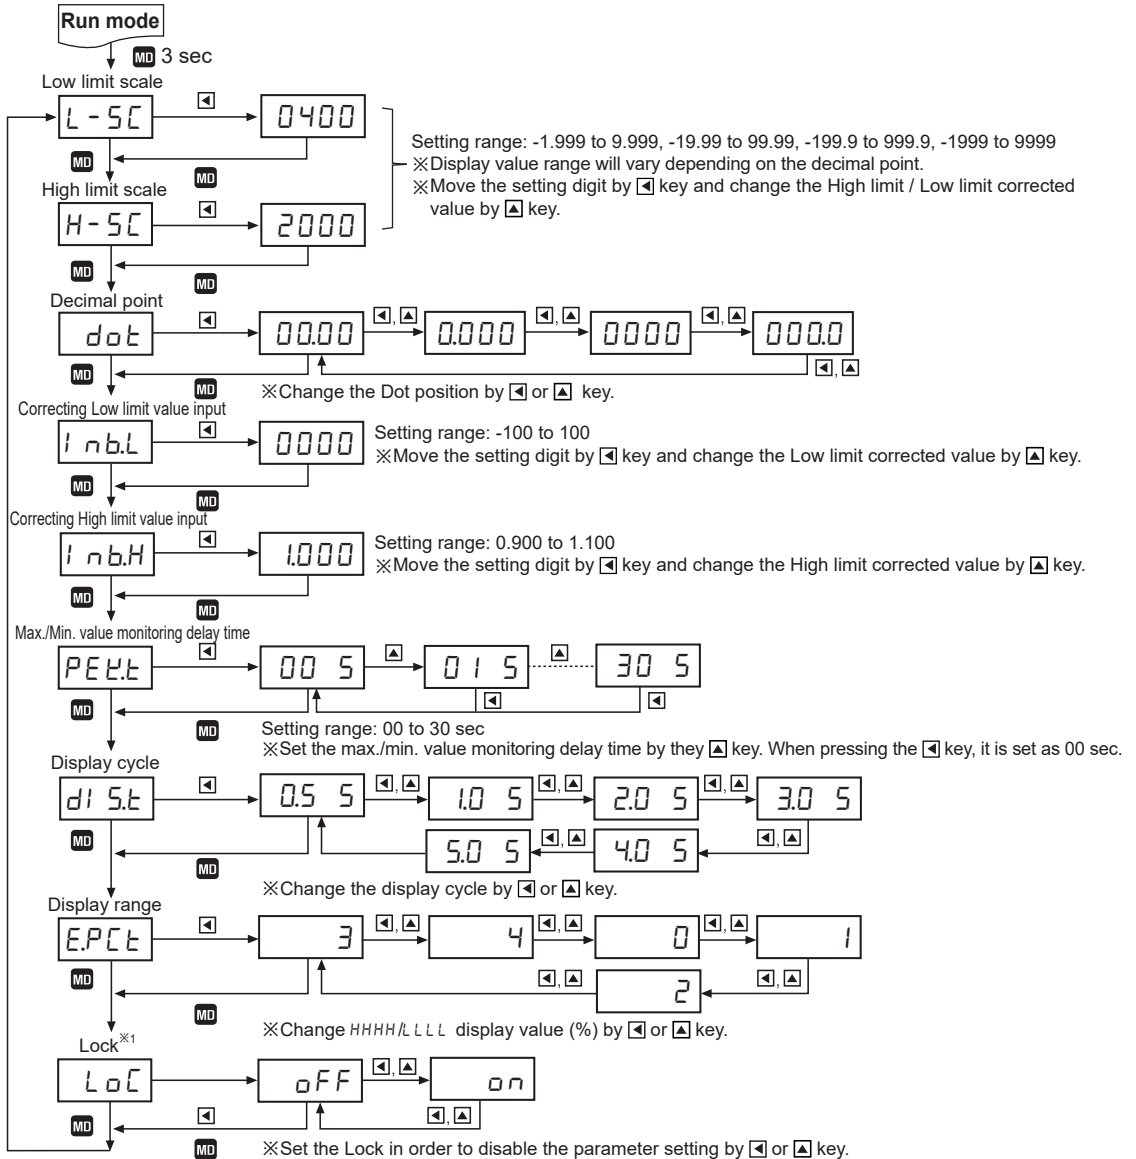 Run mode
MD 3 sec
Low limit scale
L-SC ◀ 0400
Setting range: -1.999 to 9.999, -19.99 to 99.99, -199.9 to 999.9, -1999 to 9999
※Display value range will vary depending on the decimal point.
※Move the setting digit by ◀ key and change the High limit / Low limit corrected
value by ▲ key.
MD MD
High limit scale
H-SC ◀ 2000
MD MD
Decimal point
dot ◀ 00.00 ◀, ▲ 0.000 ◀, ▲ 0000 ◀, ▲ 000.0
◀, ▲
MD MD
※Change the Dot position by ◀ or ▲ key.
Correcting Low limit value input
Inb.L ◀ 0000
Setting range: -100 to 100
※Move the setting digit by ◀ key and change the Low limit corrected value by ▲ key.
MD MD
Correcting High limit value input
Inb.H ◀ 1.000
Setting range: 0.900 to 1.100
※Move the setting digit by ◀ key and change the High limit corrected value by ▲ key.
MD MD
Max./Min. value monitoring delay time
PEK.t ◀ 00 S ▲ 01 S ▲ 30 S
◀ ◀
MD MD
Setting range: 00 to 30 sec
※Set the max./min. value monitoring delay time by they ▲ key. When pressing the ◀ key, it is set as 00 sec.
Display cycle
dIS.t ◀ 0.5 S ◀, ▲ 1.0 S ◀, ▲ 2.0 S ◀, ▲ 3.0 S
5.0 S ◀, ▲ 4.0 S ◀, ▲
MD MD
※Change the display cycle by ◀ or ▲ key.
Display range
E.PCt ◀ 3 ◀, ▲ 4 ◀, ▲ 0 ◀, ▲ 1
◀, ▲ 2 ◀, ▲
MD MD
※Change HHHH/LLLL display value (%) by ◀ or ▲ key.
Lock※1
LoC oFF ◀, ▲ on
MD ◀ ◀, ▲
MD
※Set the Lock in order to disable the parameter setting by ◀ or ▲ key.